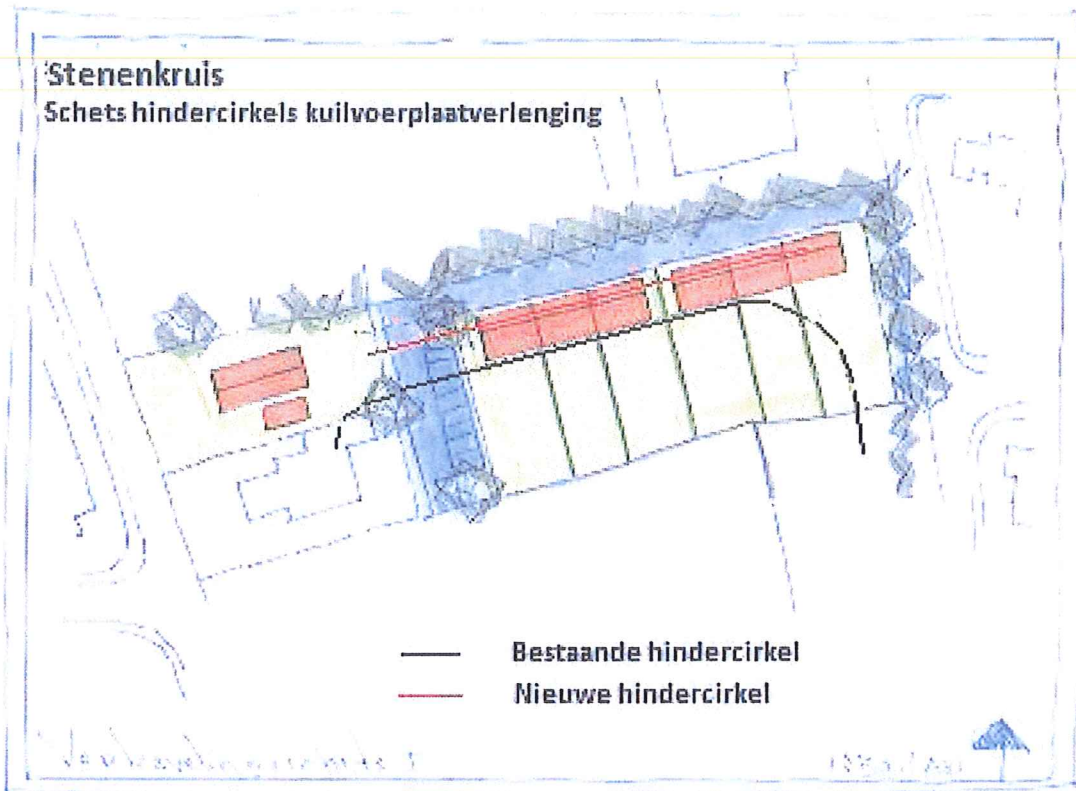 Stenenkruis
Schets hindercirkels kuilvoerplaatverlenging
Bestaande hindercirkel
Nieuwe hindercirkel